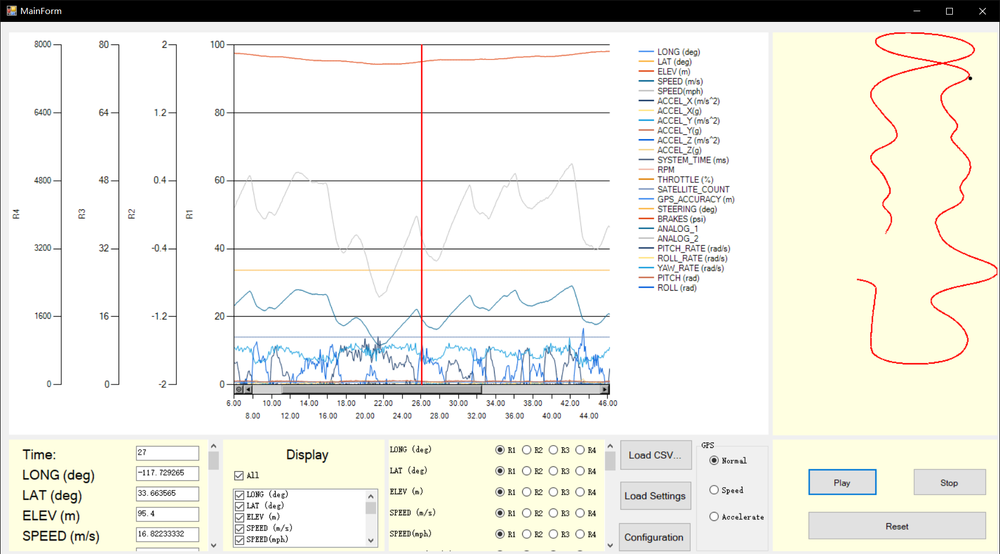 MainForm
8000
6400
4800
3200
1600
0
R4
80
64
48
32
16
0
R3
2
1.2
0.4
-0.4
-1.2
-2
R2
100
80
60
40
20
0
R1
6.00
10.00
14.00
18.00
22.00
26.00
30.00
34.00
38.00
42.00
46.00
8.00
12.00
16.00
20.00
24.00
28.00
32.00
36.00
40.00
44.00
LONG (deg)
LAT (deg)
ELEV (m)
SPEED (m/s)
SPEED(mph)
ACCEL_X (m/s^2)
ACCEL_X(g)
ACCEL_Y (m/s^2)
ACCEL_Y(g)
ACCEL_Z (m/s^2)
ACCEL_Z(g)
SYSTEM_TIME (ms)
RPM
THROTTLE (%)
SATELLITE_COUNT
GPS_ACCURACY (m)
STEERING (deg)
BRAKES (psi)
ANALOG_1
ANALOG_2
PITCH_RATE (rad/s)
ROLL_RATE (rad/s)
YAW_RATE (rad/s)
PITCH (rad)
ROLL (rad)
Time: 27
LONG (deg) -117.729265
LAT (deg) 33.663565
ELEV (m) 95.4
SPEED (m/s) 16.82233332
Display
All
LONG (deg)
LAT (deg)
ELEV (m)
SPEED (m/s)
SPEED(mph)
LONG (deg) R1 R2 R3 R4
LAT (deg) R1 R2 R3 R4
ELEV (m) R1 R2 R3 R4
SPEED (m/s) R1 R2 R3 R4
SPEED(mph) R1 R2 R3 R4
Load CSV...
Load Settings
Configuration
GPS
Normal
Speed
Accelerate
Play
Stop
Reset